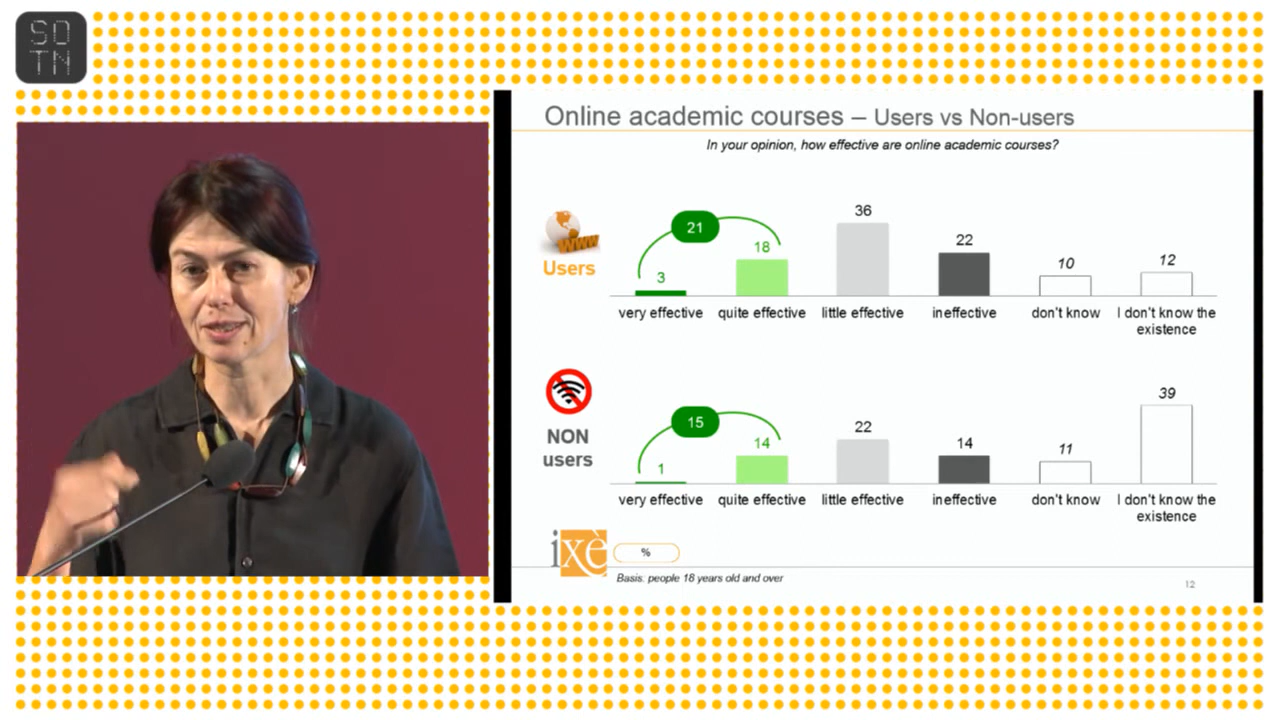 SO
TN
Online academic courses – Users vs Non-users
In your opinion, how effective are online academic courses?
WWW
Users
21
3
18
36
22
10
12
very effective
quite effective
little effective
ineffective
don't know
I don't know the
existence
NON
users
15
1
14
22
14
11
39
very effective
quite effective
little effective
ineffective
don't know
I don't know the
existence
ixè
%
Basis: people 18 years old and over
12